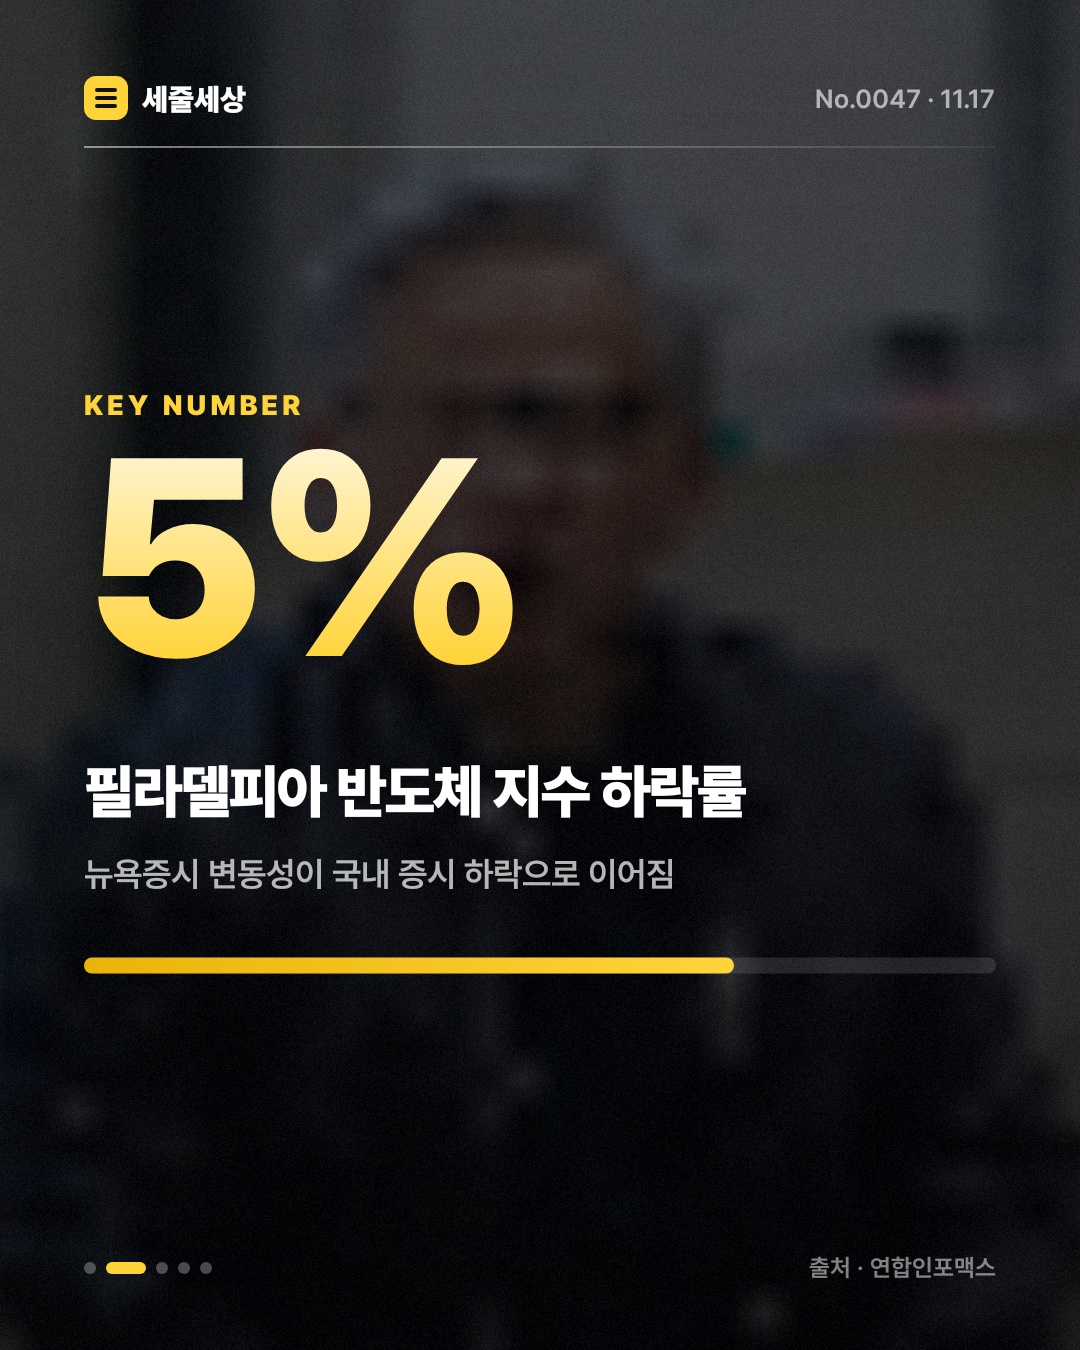 세줄세상
No.0047 · 11.17
KEY NUMBER
5%
필라델피아 반도체 지수 하락률
뉴욕증시 변동성이 국내 증시 하락으로 이어짐
출처 · 연합인포맥스